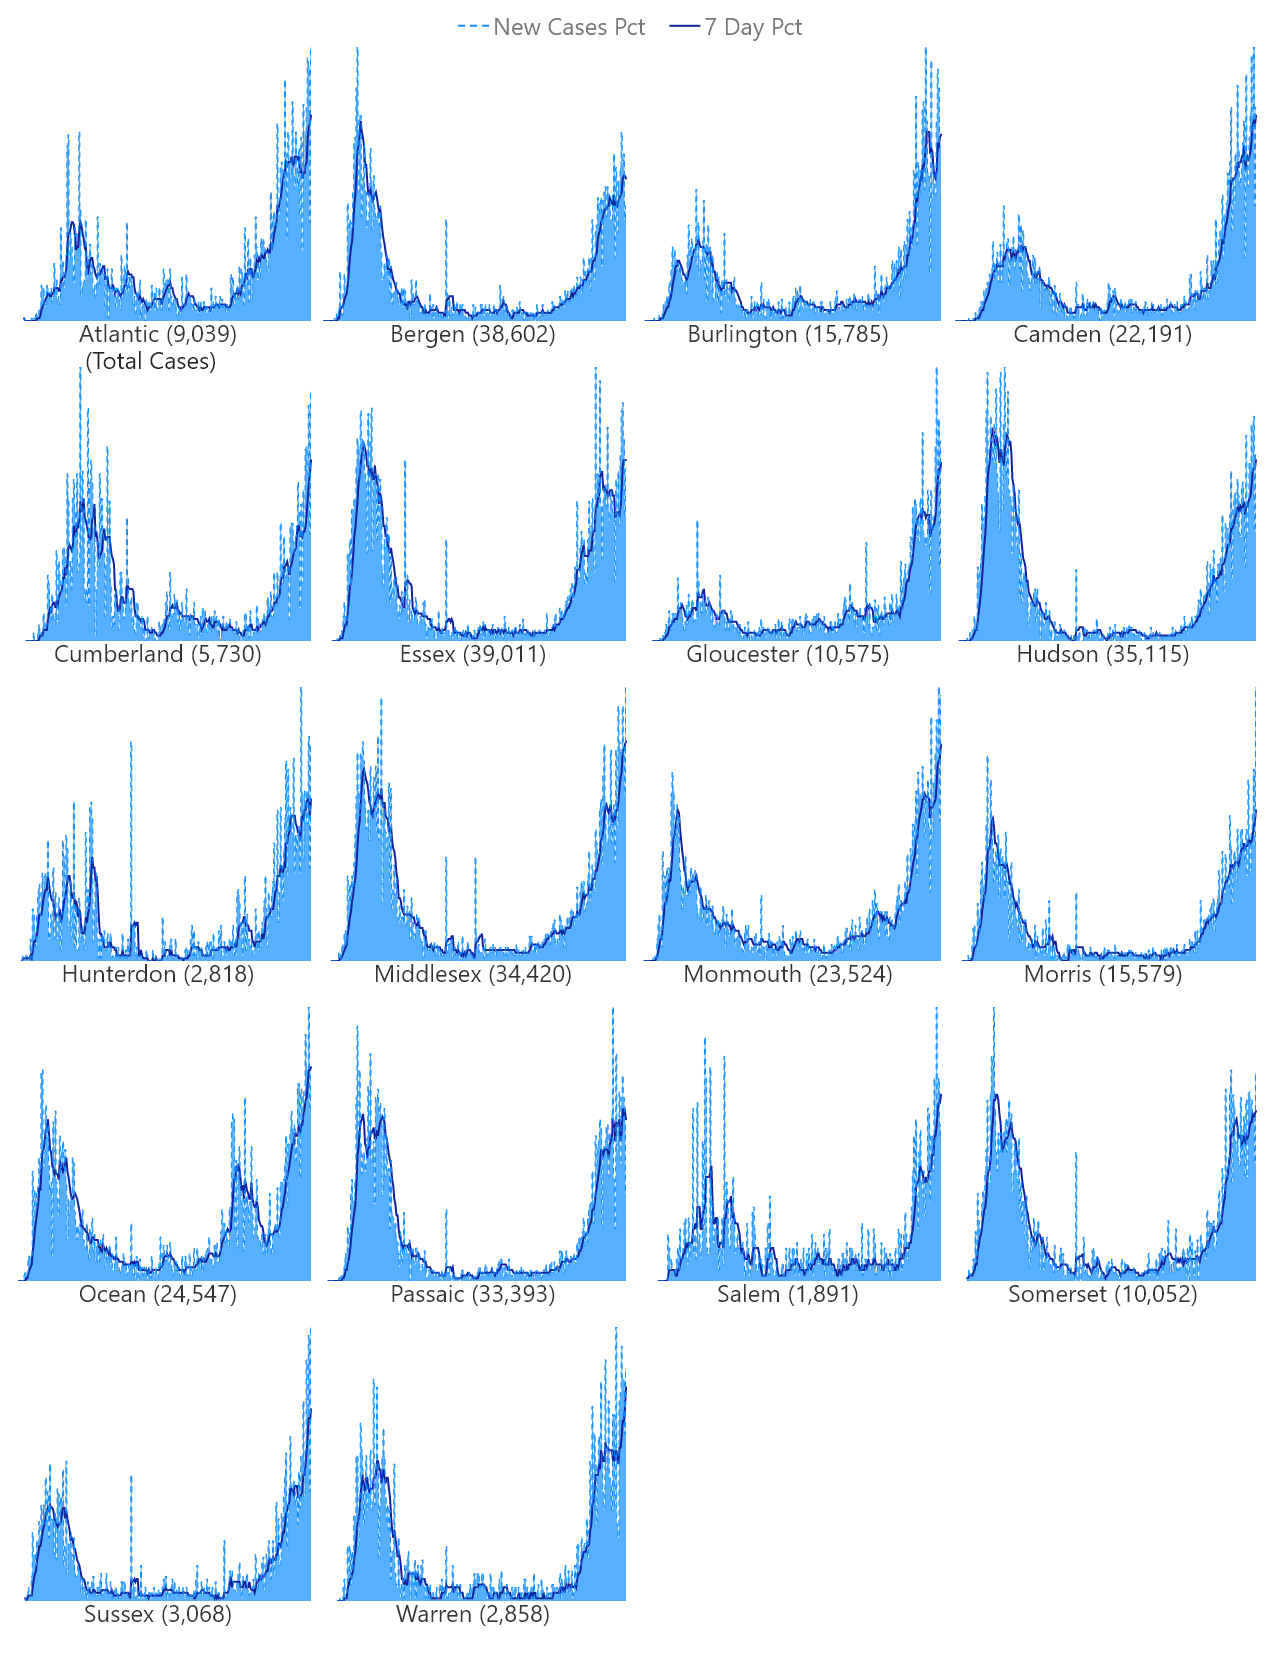 New Cases Pct 7 Day Pct
Atlantic (9,039) Bergen (38,602) Burlington (15,785) Camden (22,191)
(Total Cases)
Cumberland (5,730) Essex (39,011) Gloucester (10,575) Hudson (35,115)
Hunterdon (2,818) Middlesex (34,420) Monmouth (23,524) Morris (15,579)
Ocean (24,547) Passaic (33,393) Salem (1,891) Somerset (10,052)
Sussex (3,068) Warren (2,858)